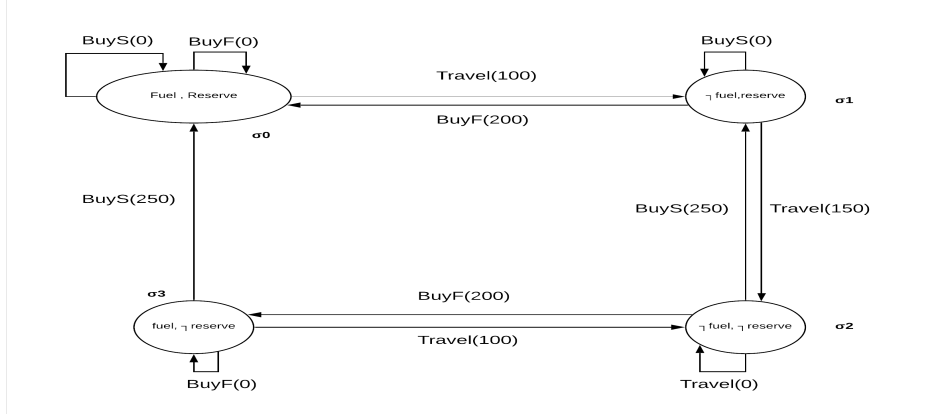 BuyS(0)
BuyF(0)
BuyS(0)
Travel(100)
Fuel , Reserve
┐ fuel,reserve
σ1
BuyF(200)
σ0
BuyS(250)
BuyS(250)
Travel(150)
σ3
BuyF(200)
fuel, ┐ reserve
┐ fuel, ┐ reserve
σ2
Travel(100)
BuyF(0)
Travel(0)